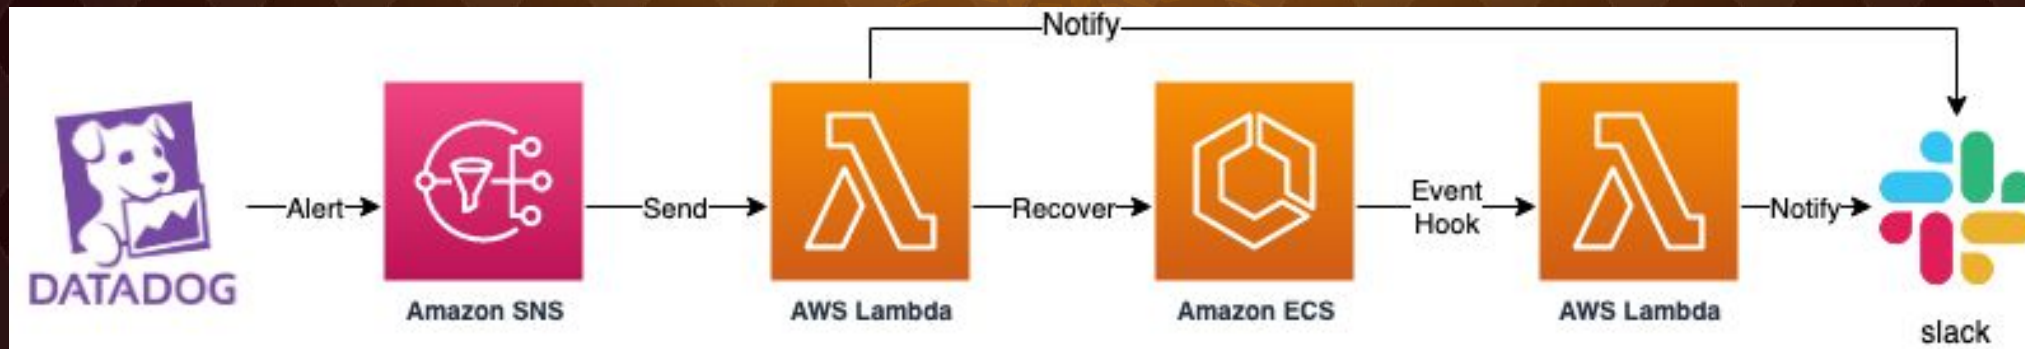 Notify
Alert
Send
Recover
Event
Hook
Notify
DATADOG
Amazon SNS
AWS Lambda
Amazon ECS
AWS Lambda
slack